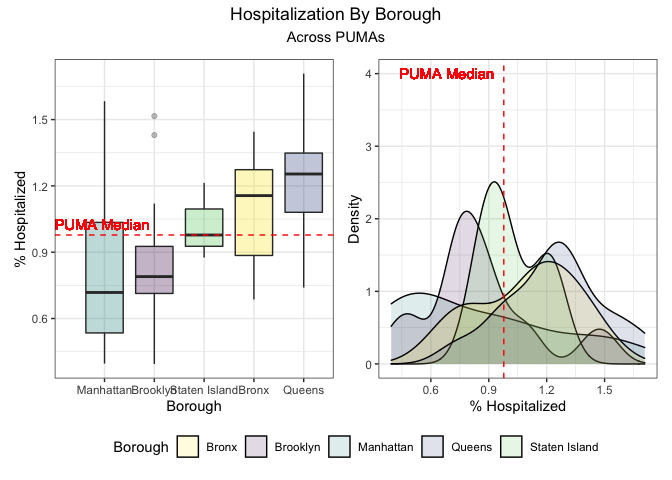 Hospitalization By Borough
Across PUMAs
% Hospitalized
1.5
1.2
0.9
0.6
PUMA Median
Manhattan Brooklyn Staten Island Bronx Queens
Borough
Density
4
3
2
1
0
PUMA Median
0.6 0.9 1.2 1.5
% Hospitalized
Borough Bronx Brooklyn Manhattan Queens Staten Island